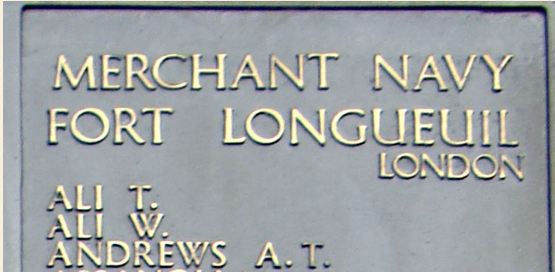 MERCHANT NAVY
FORT LONGUEUIL
LONDON
ALI T.
ALI W.
ANDREWS A.T.